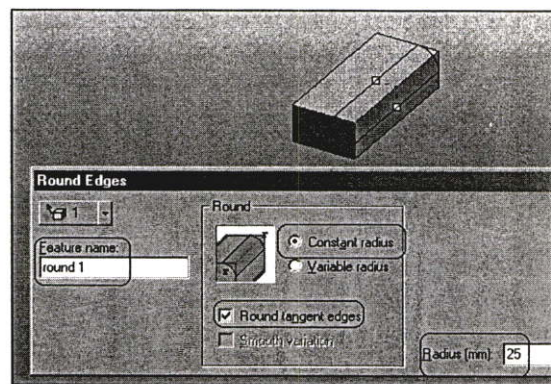 Round Edges
1
Feature name:
round 1
Round
Constant radius
Variable radius
Round tangent edges
Smooth variation
Radius (mm): 25